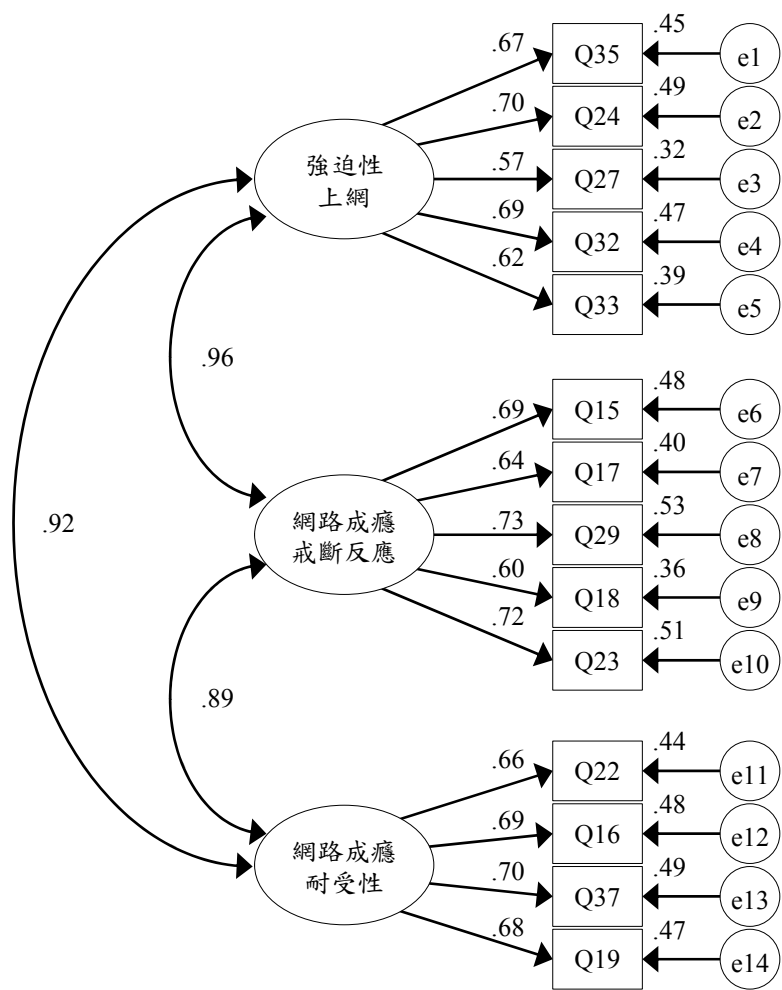 .67
Q35
.45
e1
.70
Q24
.49
e2
強迫性
上網
.57
Q27
.32
e3
.69
Q32
.47
e4
.62
Q33
.39
e5
.96
.69
Q15
.48
e6
.64
Q17
.40
e7
.92
網路成癮
戒斷反應
.73
Q29
.53
e8
.60
Q18
.36
e9
.72
Q23
.51
e10
.89
.66
Q22
.44
e11
.69
Q16
.48
e12
網路成癮
耐受性
.70
Q37
.49
e13
.68
Q19
.47
e14